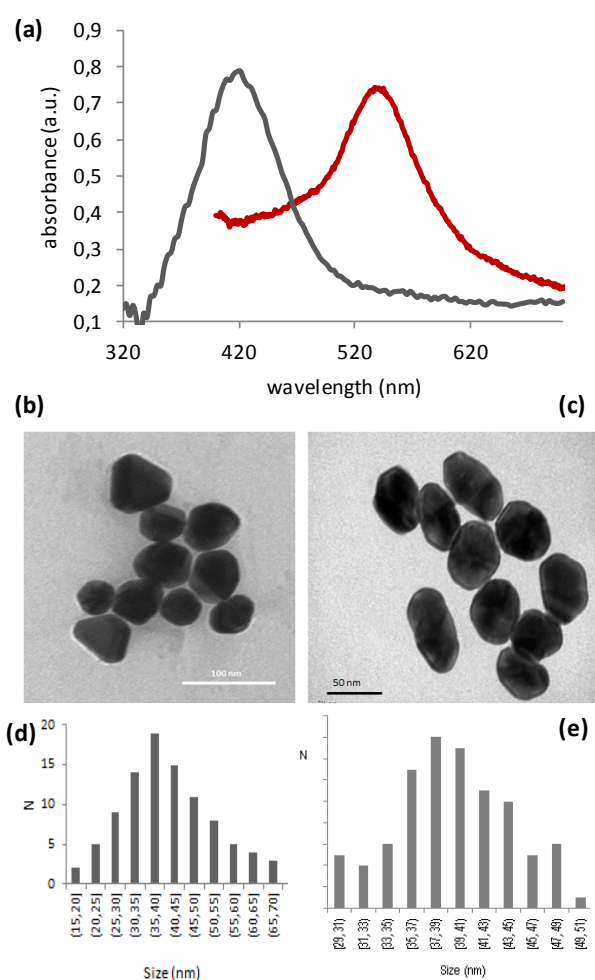 (a)
0,9
0,8
0,7
0,6
0,5
0,4
0,3
0,2
0,1
absorbance (a.u.)
320 420 520 620
wavelength (nm)
(b) (c)
100 nm
50 nm
(d) (e)
20
15
10
5
0
N
(15,20] (20,25] (25,30] (30,35] (35,40] (40,45] (45,50] (50,55] (55,60] (60,65] (65,70]
Size (nm)
N
[29, 31) [31, 33) [33, 35) [35, 37) [37, 39) [39, 41) [41, 43) [43, 45) [45, 47) [47, 49) [49, 51)
Size (nm)